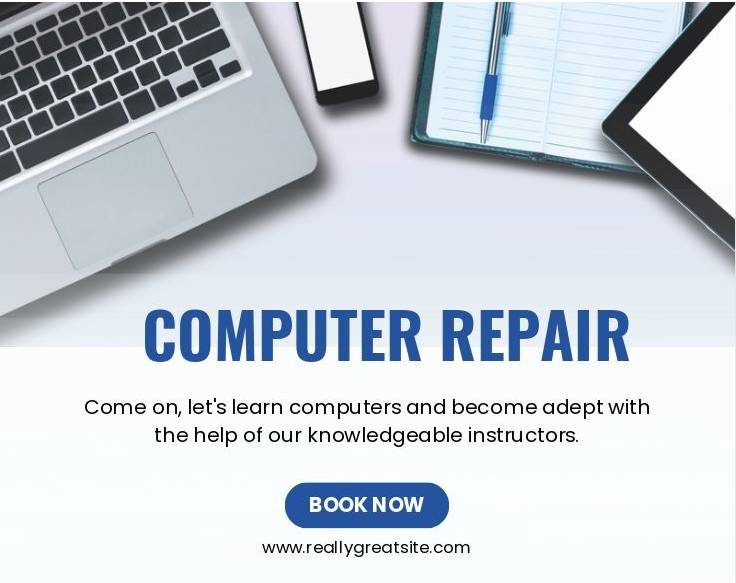 COMPUTER REPAIR
Come on, let's learn computers and become adept with
the help of our knowledgeable instructors.
BOOK NOW
www.reallygreatsite.com